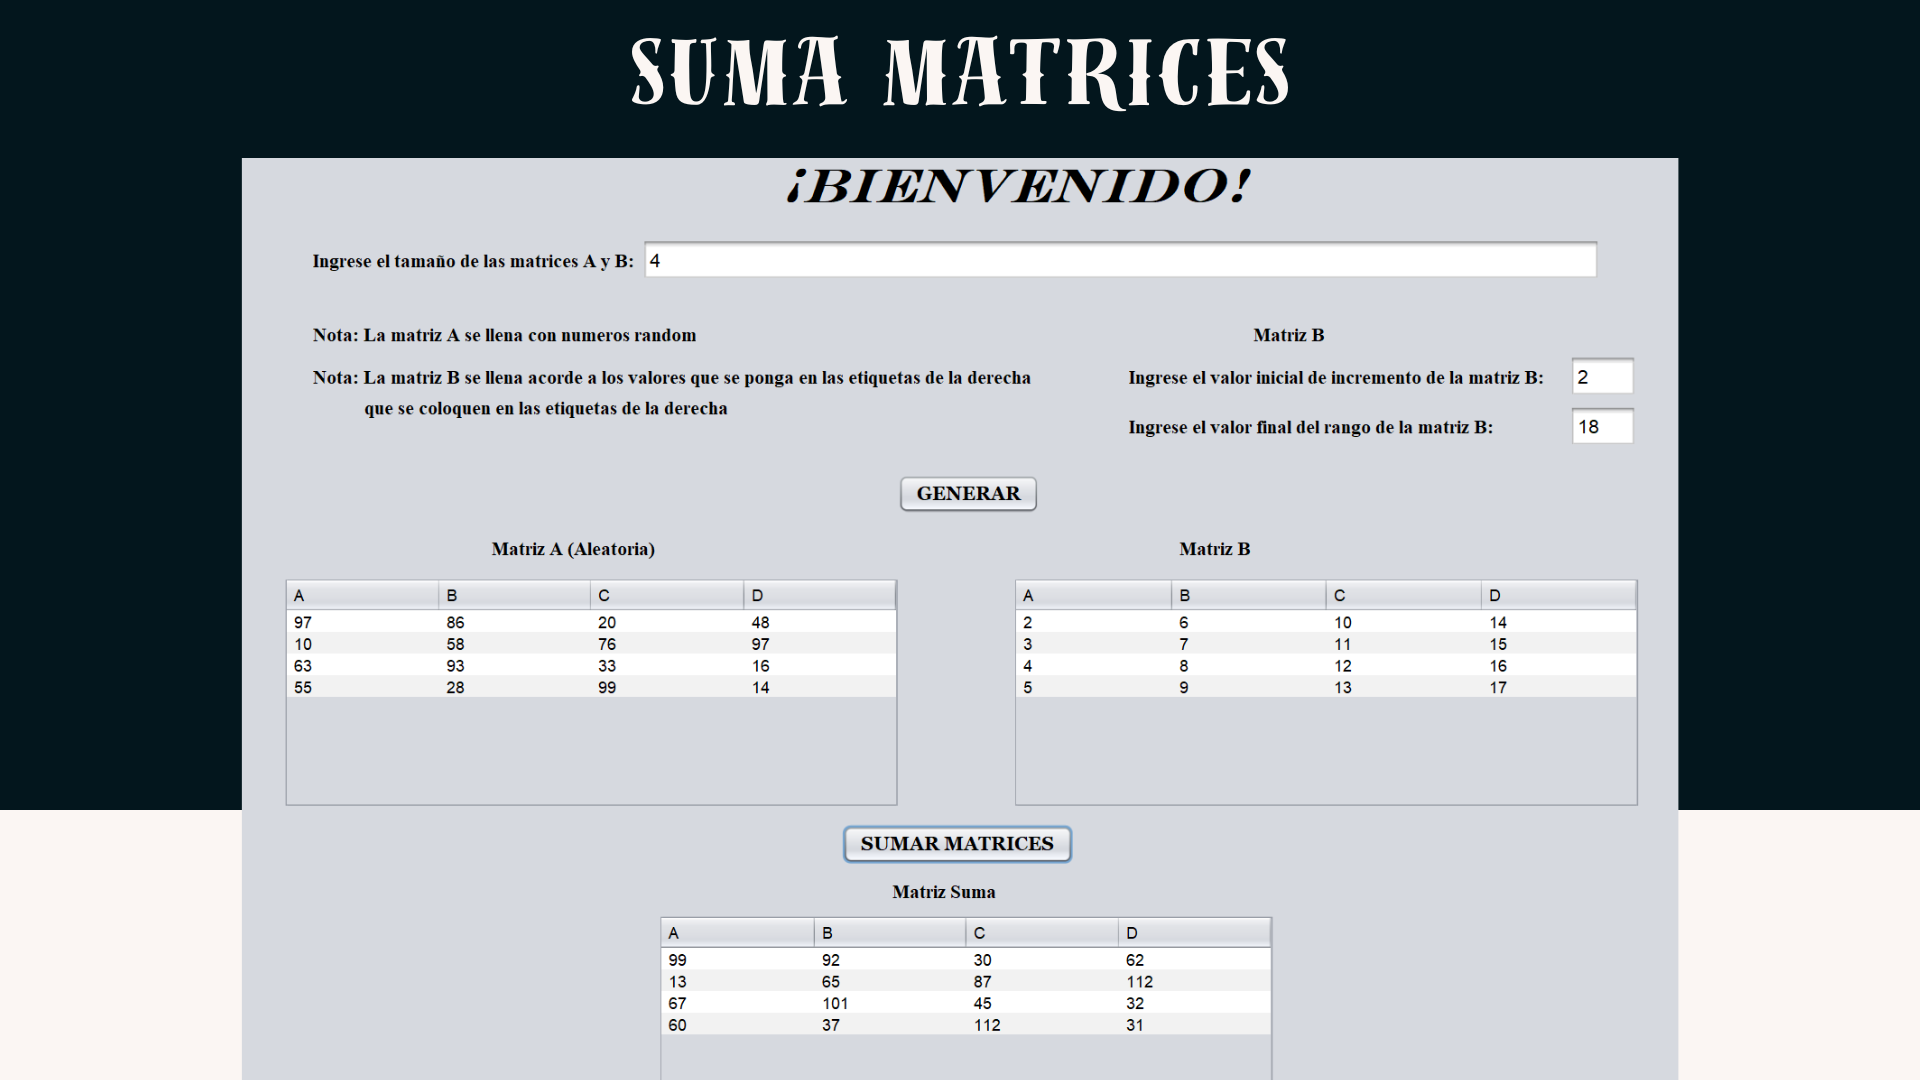 SUMA MATRICES
¡BIENVENIDO!
Ingrese el tamaño de las matrices A y B: 4
Nota: La matriz A se llena con numeros random
Matriz B
Nota: La matriz B se llena acorde a los valores que se ponga en las etiquetas de la derecha
que se coloquen en las etiquetas de la derecha
Ingrese el valor inicial de incremento de la matriz B: 2
Ingrese el valor final del rango de la matriz B: 18
GENERAR
Matriz A (Aleatoria)
A B C D
97 86 20 48
10 58 76 97
63 93 33 16
55 28 99 14
Matriz B
A B C D
2 6 10 14
3 7 11 15
4 8 12 16
5 9 13 17
SUMAR MATRICES
Matriz Suma
A B C D
99 92 30 62
13 65 87 112
67 101 45 32
60 37 112 31